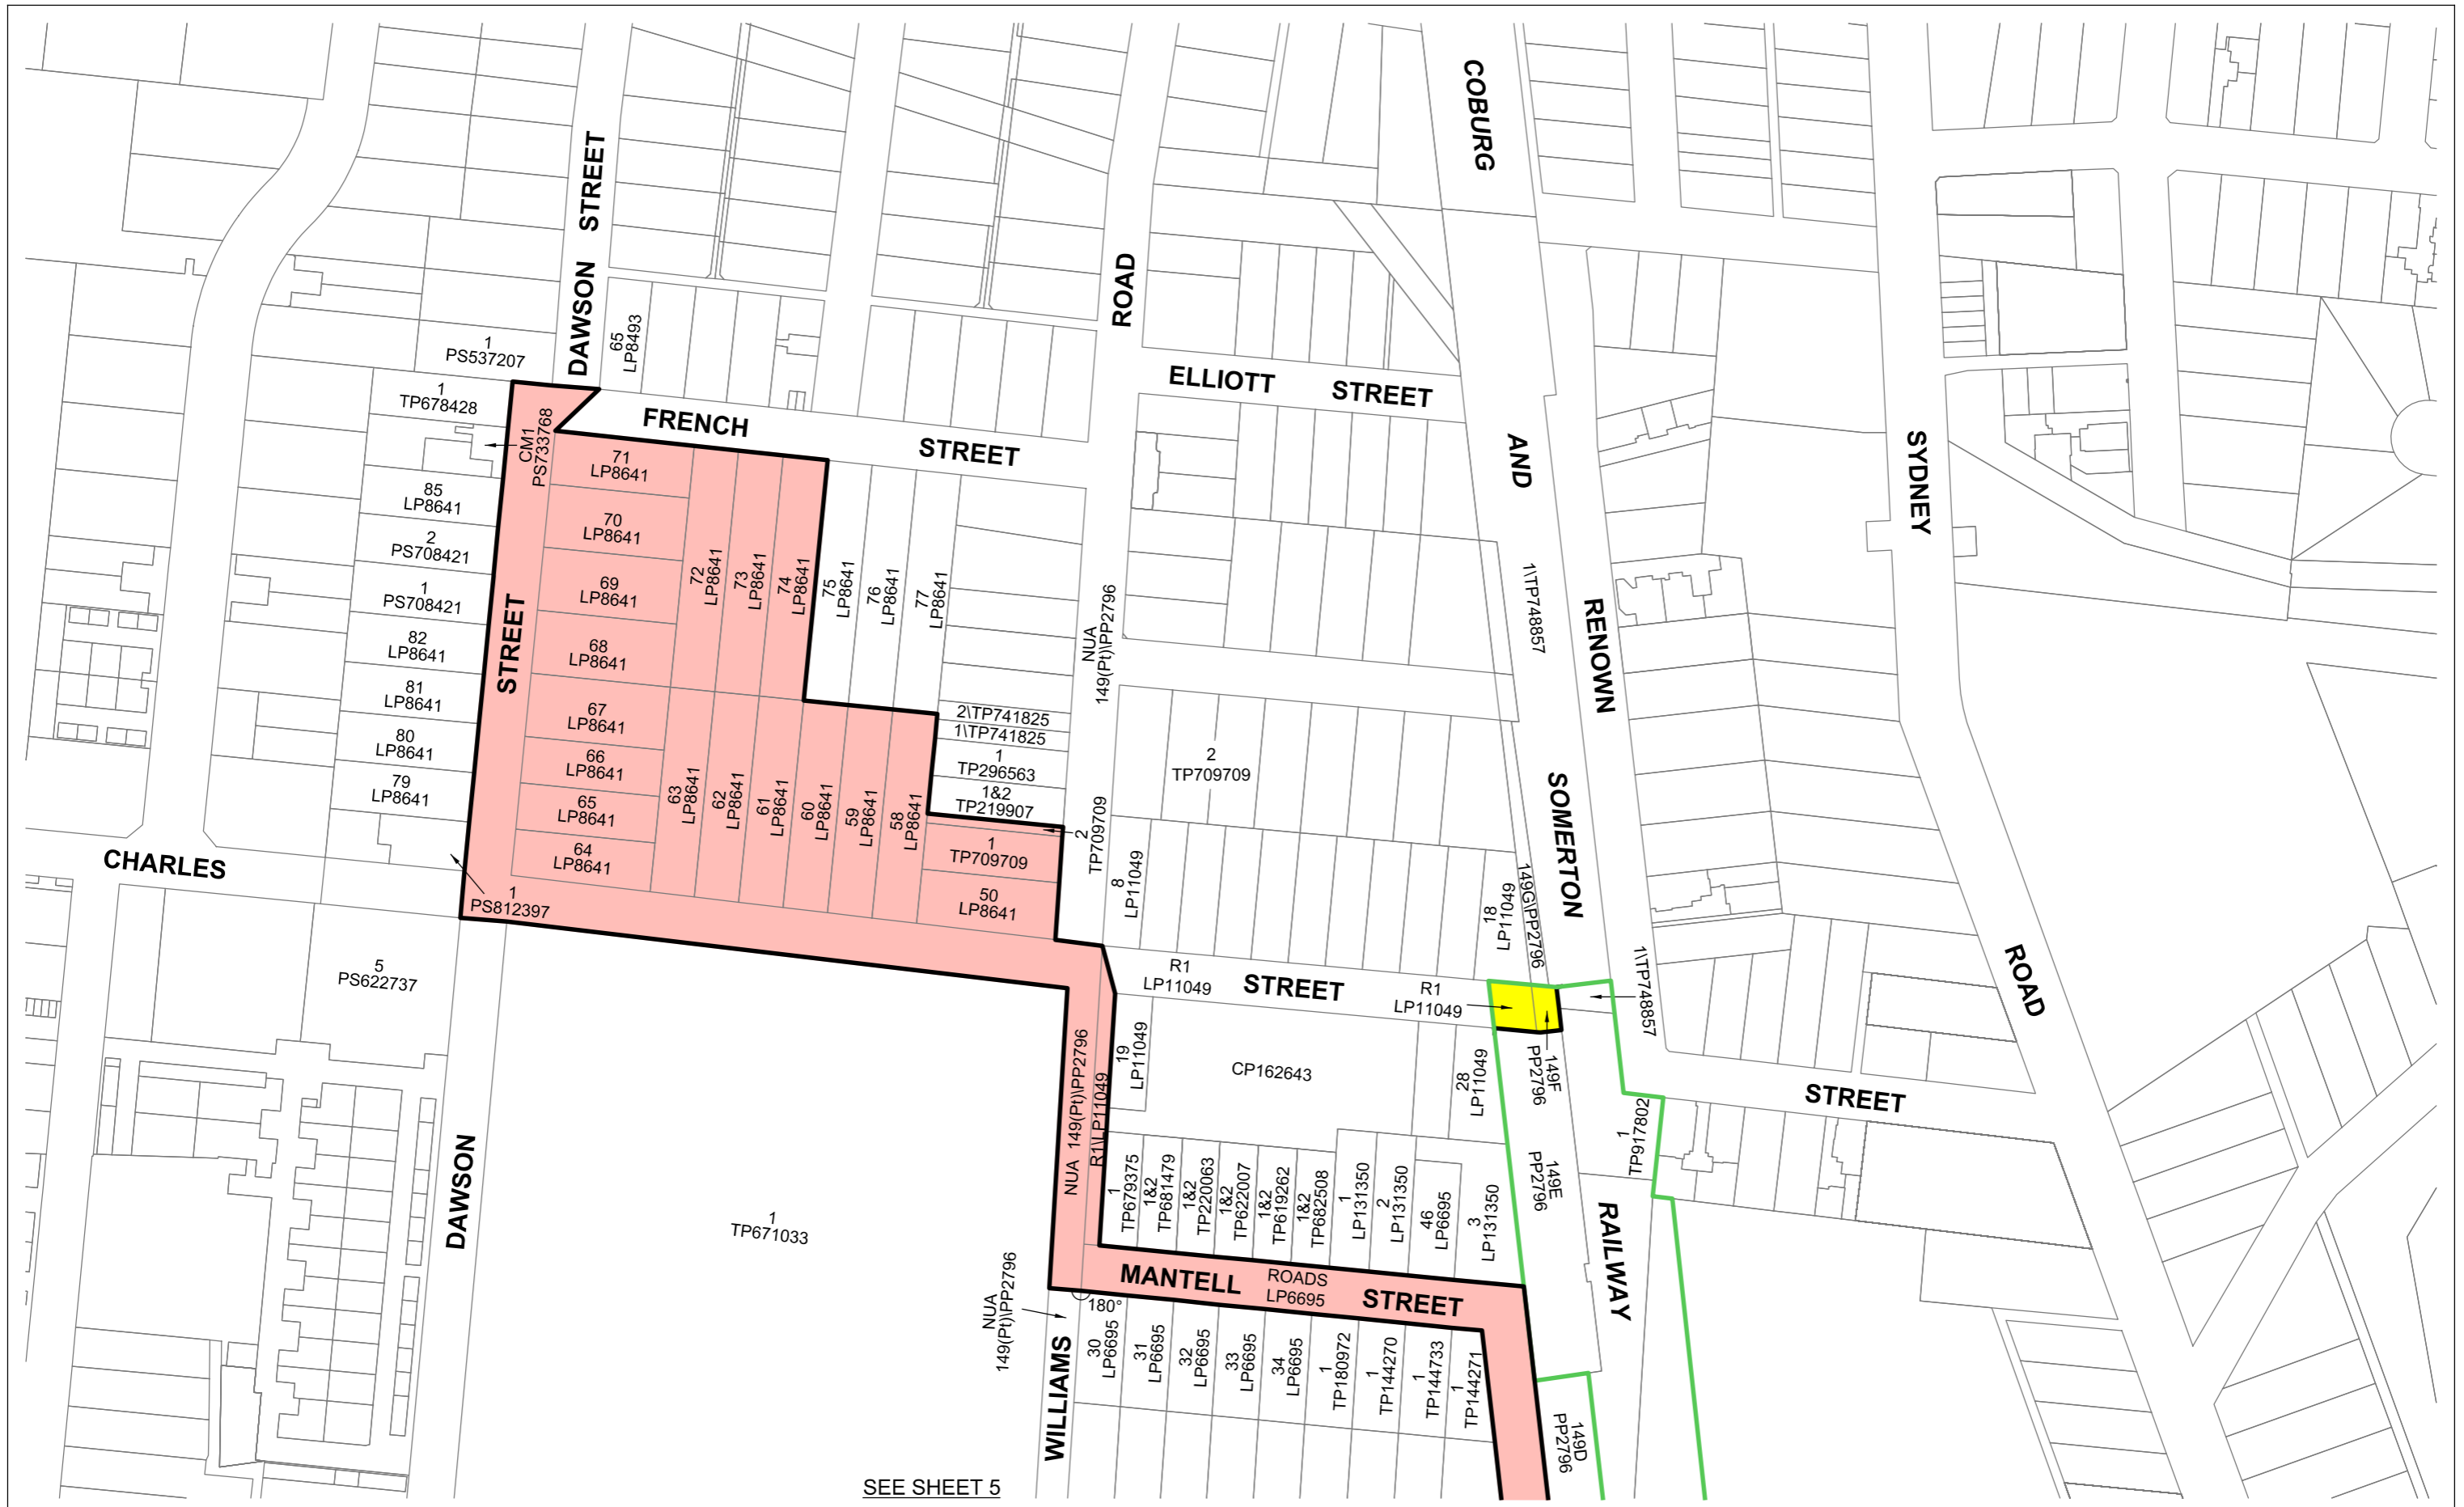 COBURG
DAWSON STREET
ROAD
65
LP8493
1
PS537207
1
TP678428
ELLIOTT STREET
FRENCH STREET
CM1
PS733768
AND
SYDNEY
71
LP8641
85
LP8641
70
LP8641
2
PS708421
72
LP8641
73
LP8641
74
LP8641
75
LP8641
76
LP8641
77
LP8641
69
LP8641
1
PS708421
1\TP748857
NUA
149(Pt)\PP2796
RENOWN
STREET
82
LP8641
68
LP8641
81
LP8641
67
LP8641
2\TP741825
1\TP741825
80
LP8641
66
LP8641
1
TP296563
2
TP709709
79
LP8641
65
LP8641
63
LP8641
62
LP8641
61
LP8641
60
LP8641
59
LP8641
58
LP8641
1&2
TP219907
2
TP709709
SOMERTON
64
LP8641
1
TP709709
CHARLES
1
PS812397
50
LP8641
8
LP11049
18
LP11049
149G\PP2796
5
PS622737
R1
LP11049
STREET
R1
LP11049
1\TP748857
ROAD
NUA 149(Pt)\PP2796
R1\LP11049
19
LP11049
CP162643
28
LP11049
149F
PP2796
STREET
1
TP917802
DAWSON
1
TP671033
1
TP679375
1&2
TP681479
1&2
TP220063
1&2
TP622007
1&2
TP619262
1&2
TP682508
1
LP131350
2
LP131350
46
LP6695
3
LP131350
149E
PP2796
RAILWAY
MANTELL STREET
ROADS
LP6695
NUA
149(Pt)\PP2796
180°
WILLIAMS
30
LP6695
31
LP6695
32
LP6695
33
LP6695
34
LP6695
1
TP180972
1
TP144270
1
TP144733
1
TP144271
149D
PP2796
SEE SHEET 5